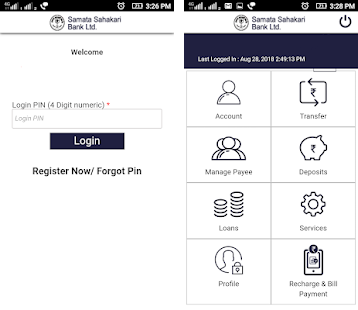 4G
3:26 PM
Samata Sahakari
Bank Ltd.
Welcome
Login PIN (4 Digit numeric) *
Login PIN
Login
Register Now/ Forgot Pin
4G
3:28 PM
Samata Sahakari
Bank Ltd.
Last Logged In : Aug 28, 2018 2:49:13 PM
Account
Transfer
Manage Payee
Deposits
Loans
Services
Profile
Recharge & Bill
Payment